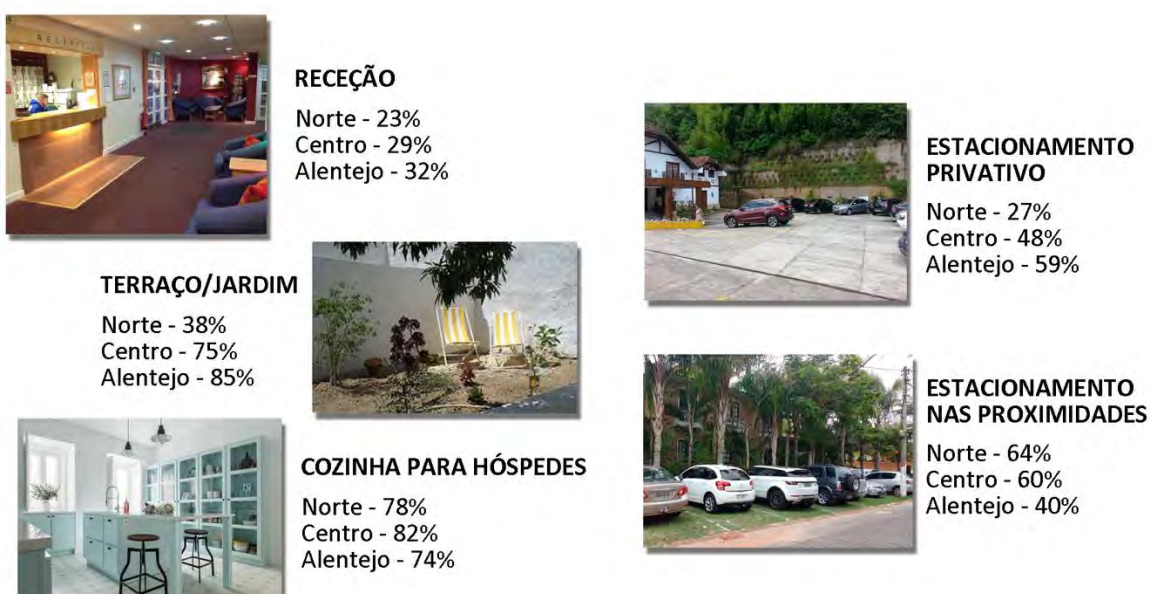 RECEÇÃO
Norte - 23%
Centro - 29%
Alentejo - 32%
TERRAÇO/JARDIM
Norte - 38%
Centro - 75%
Alentejo - 85%
COZINHA PARA HÓSPEDES
Norte - 78%
Centro - 82%
Alentejo - 74%
ESTACIONAMENTO
PRIVATIVO
Norte - 27%
Centro - 48%
Alentejo - 59%
ESTACIONAMENTO
NAS PROXIMIDADES
Norte - 64%
Centro - 60%
Alentejo - 40%